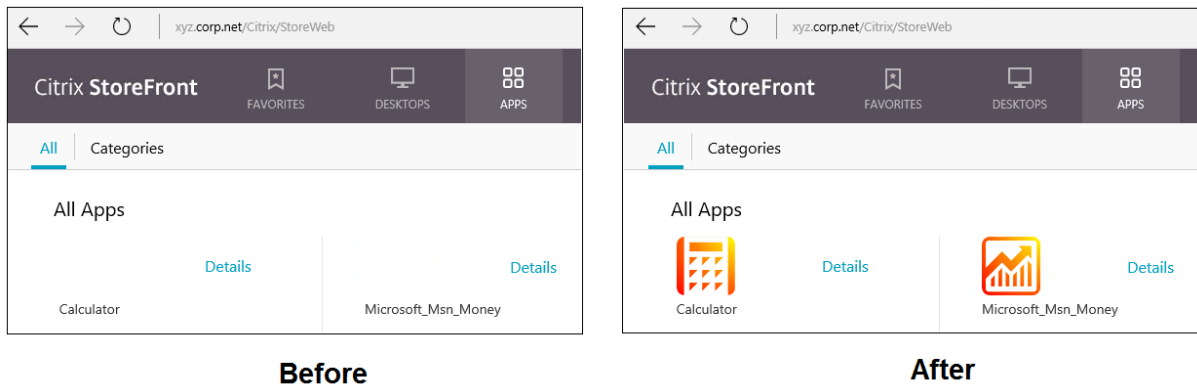 xyz.corp.net/Citrix/StoreWeb
Citrix StoreFront
FAVORITES
DESKTOPS
APPS
All
Categories
All Apps
Details
Details
Calculator
Microsoft_Msn_Money
Before
xyz.corp.net/Citrix/StoreWeb
Citrix StoreFront
FAVORITES
DESKTOPS
APPS
All
Categories
All Apps
Details
Details
Calculator
Microsoft_Msn_Money
After